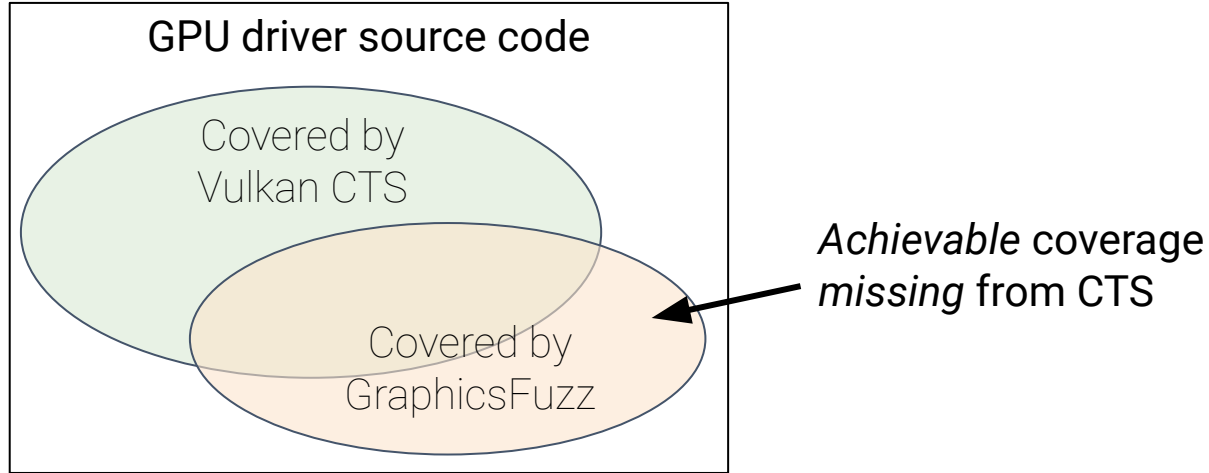 GPU driver source code
Covered by
Vulkan CTS
Achievable coverage
missing from CTS
Covered by
GraphicsFuzz